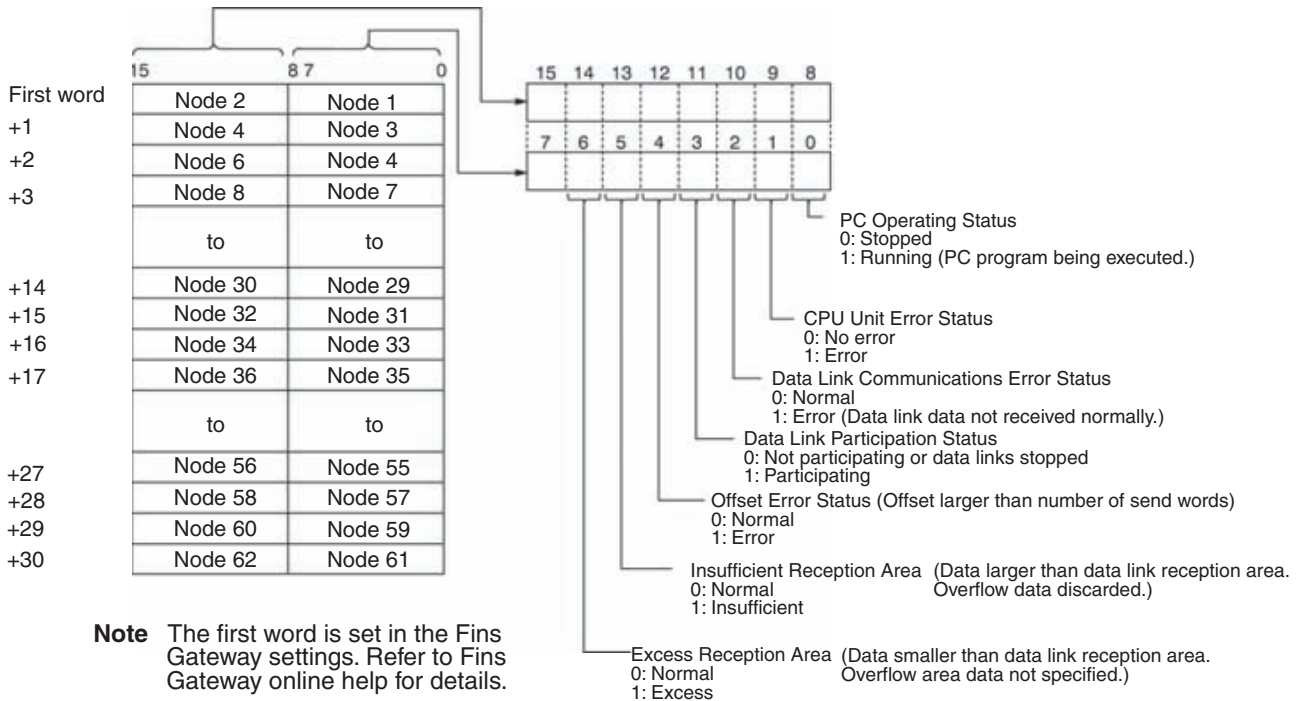 15 8 7 0
First word Node 2 Node 1
+1 Node 4 Node 3
+2 Node 6 Node 4
+3 Node 8 Node 7
to to
+14 Node 30 Node 29
+15 Node 32 Node 31
+16 Node 34 Node 33
+17 Node 36 Node 35
to to
+27 Node 56 Node 55
+28 Node 58 Node 57
+29 Node 60 Node 59
+30 Node 62 Node 61
Note The first word is set in the Fins
Gateway settings. Refer to Fins
Gateway online help for details.
15 14 13 12 11 10 9 8
7 6 5 4 3 2 1 0
PC Operating Status
0: Stopped
1: Running (PC program being executed.)
CPU Unit Error Status
0: No error
1: Error
Data Link Communications Error Status
0: Normal
1: Error (Data link data not received normally.)
Data Link Participation Status
0: Not participating or data links stopped
1: Participating
Offset Error Status (Offset larger than number of send words)
0: Normal
1: Error
Insufficient Reception Area (Data larger than data link reception area.
0: Normal Overflow data discarded.)
1: Insufficient
Excess Reception Area (Data smaller than data link reception area.
0: Normal Overflow area data not specified.)
1: Excess